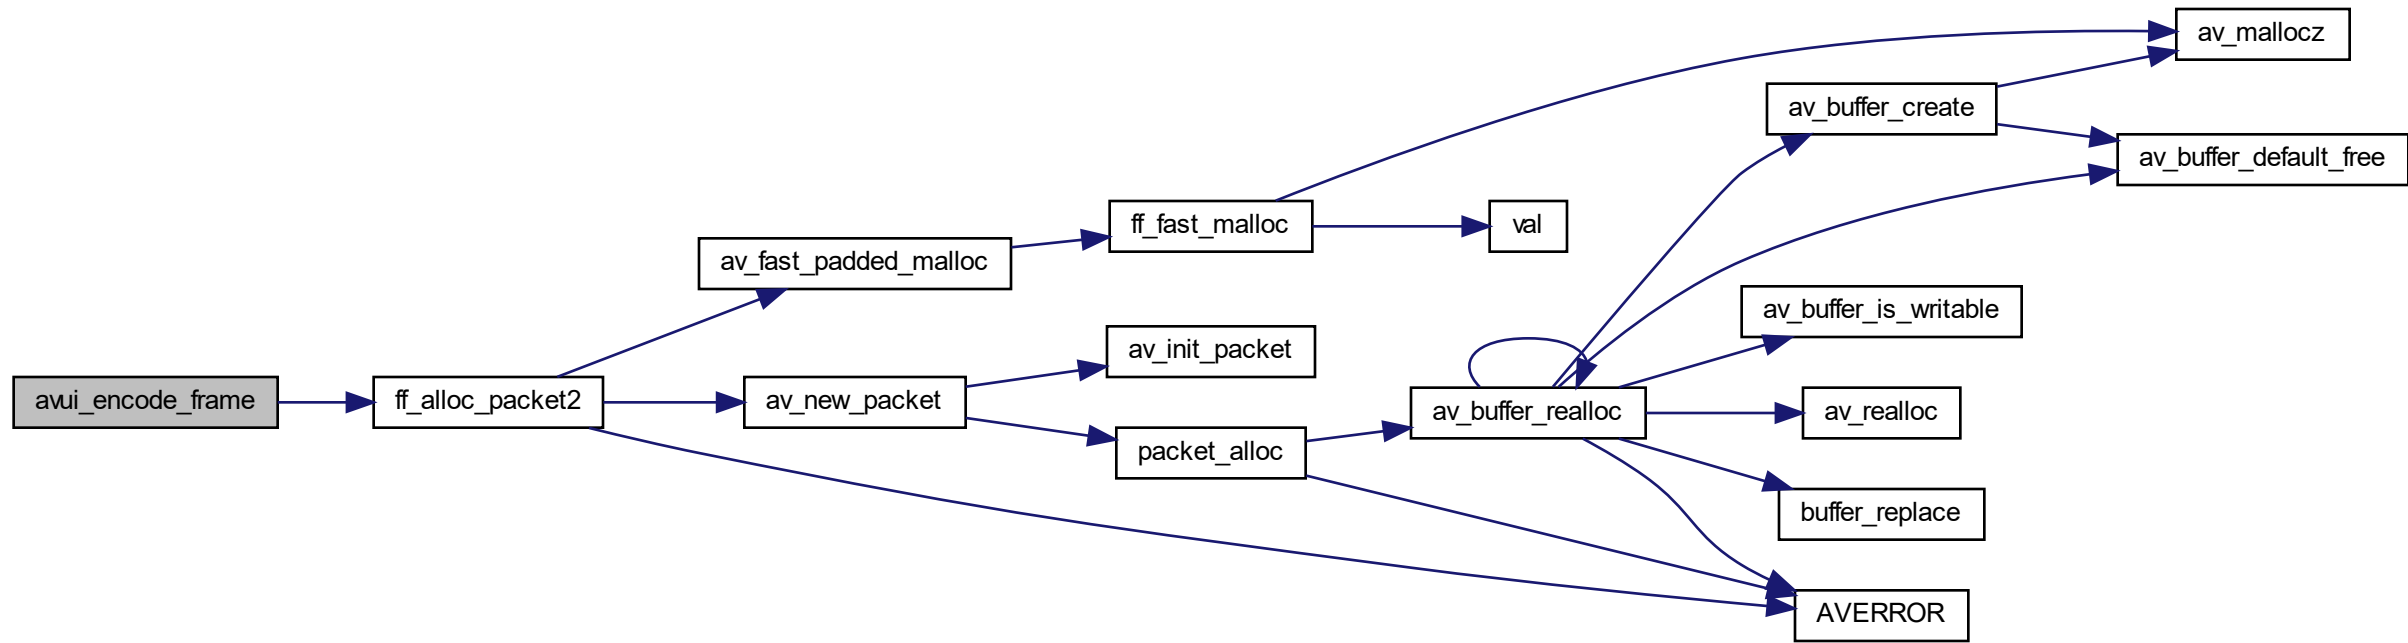 av_mallocz
av_buffer_create
av_buffer_default_free
ff_fast_malloc
val
av_fast_padded_malloc
av_buffer_is_writable
av_init_packet
avui_encode_frame
ff_alloc_packet2
av_new_packet
av_buffer_realloc
av_realloc
packet_alloc
buffer_replace
AVERROR